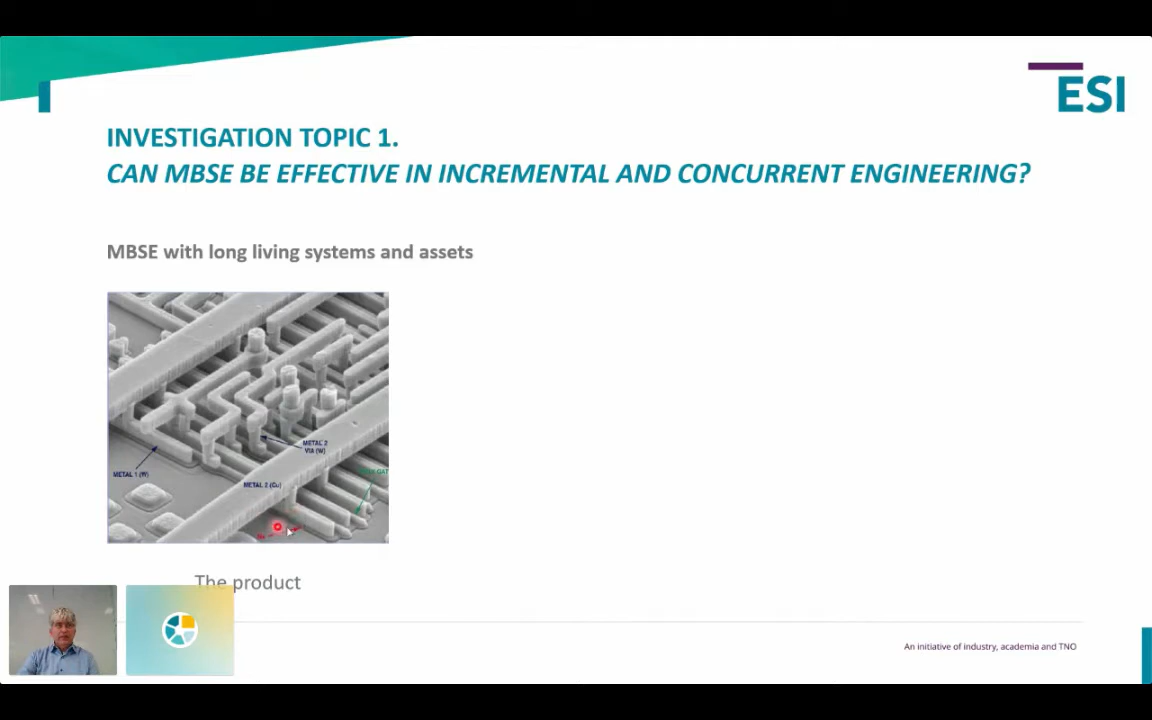 ESI
INVESTIGATION TOPIC 1.
CAN MBSE BE EFFECTIVE IN INCREMENTAL AND CONCURRENT ENGINEERING?
MBSE with long living systems and assets
METAL 2
VIA (W)
METAL 1 (W)
METAL 2 (Cu)
The product
An initiative of industry, academia and TNO